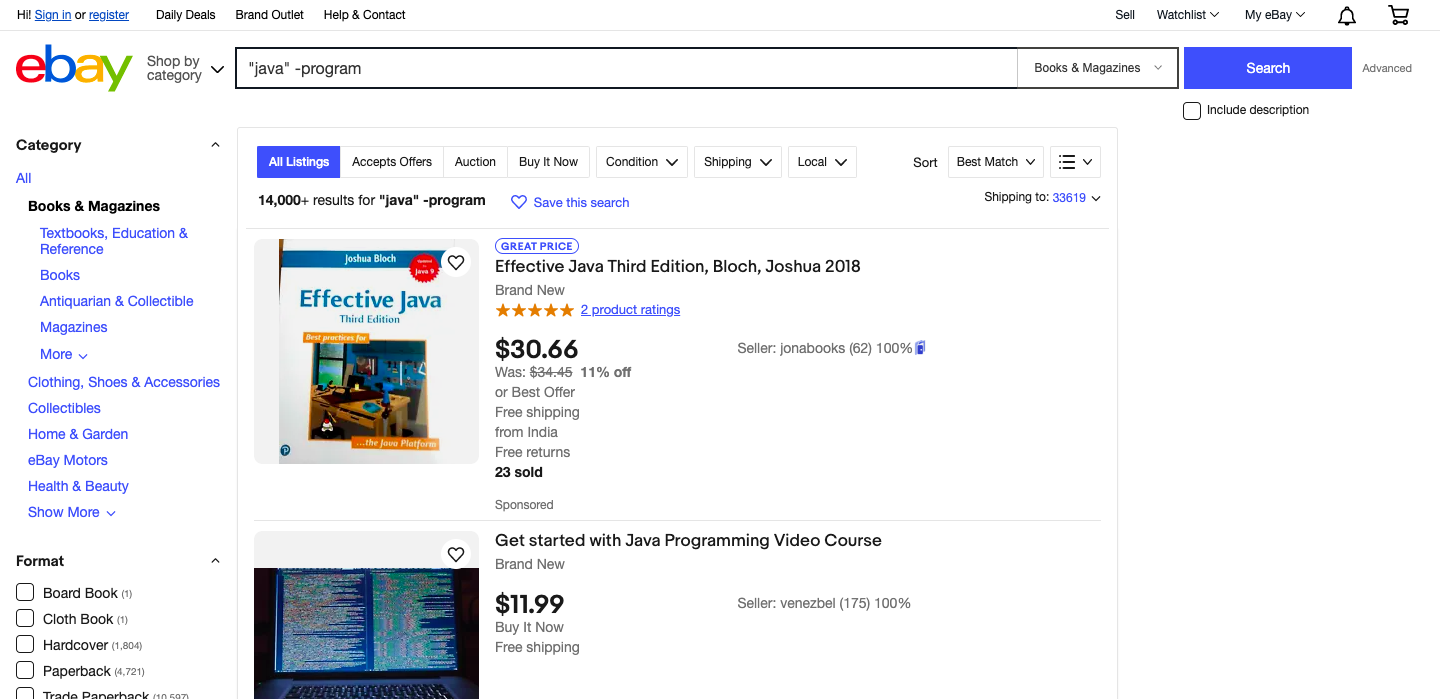 Hi! Sign in or register Daily Deals Brand Outlet Help & Contact Sell Watchlist My eBay
ebay
Shop by category
"java" -program
Books & Magazines
Search
Advanced
Include description
Category
All
Books & Magazines
Textbooks, Education &
Reference
Books
Antiquarian & Collectible
Magazines
More
Clothing, Shoes & Accessories
Collectibles
Home & Garden
eBay Motors
Health & Beauty
Show More
Format
Board Book (1)
Cloth Book (1)
Hardcover (1,804)
Paperback (4,721)
Trade Paperback (10,597)
All Listings Accepts Offers Auction Buy It Now Condition Shipping Local Sort Best Match
14,000+ results for "java" -program Save this search Shipping to: 33619
Joshua Bloch
Updated
for
Java 9
Effective Java
Third Edition
Best practices for
...the Java Platform
GREAT PRICE
Effective Java Third Edition, Bloch, Joshua 2018
Brand New
2 product ratings
$30.66
Was: $34.45 11% off
or Best Offer
Free shipping
from India
Free returns
23 sold
Sponsored
Seller: jonabooks (62) 100%
Get started with Java Programming Video Course
Brand New
$11.99
Buy It Now
Free shipping
Seller: venezbel (175) 100%